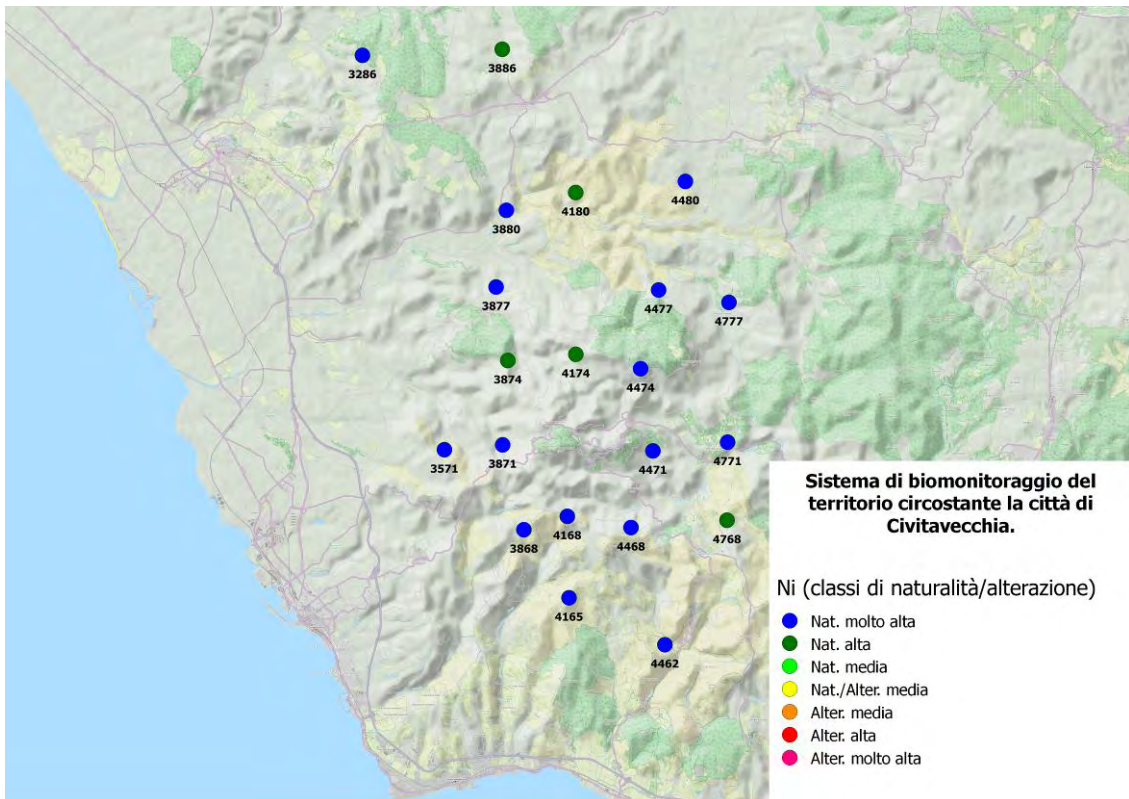 3286
3886
4180
4480
3880
3877
4477
4777
3874
4174
4474
3571
3871
4471
4771
3868
4168
4468
4768
4165
4462
Sistema di biomonitoraggio del
territorio circostante la città di
Civitavecchia.
Ni (classi di naturalità/alterazione)
Nat. molto alta
Nat. alta
Nat. media
Nat./Alter. media
Alter. media
Alter. alta
Alter. molto alta